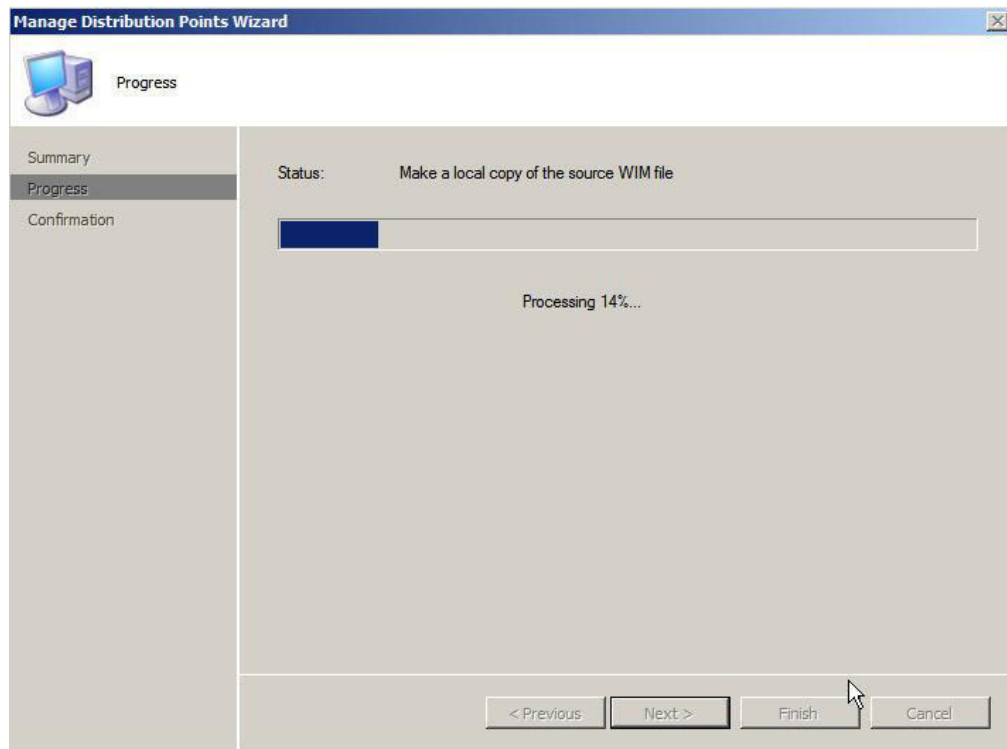 Manage Distribution Points Wizard
Progress
Summary
Progress
Confirmation
Status: Make a local copy of the source WIM file
Processing 14%...
< Previous Next > Finish Cancel